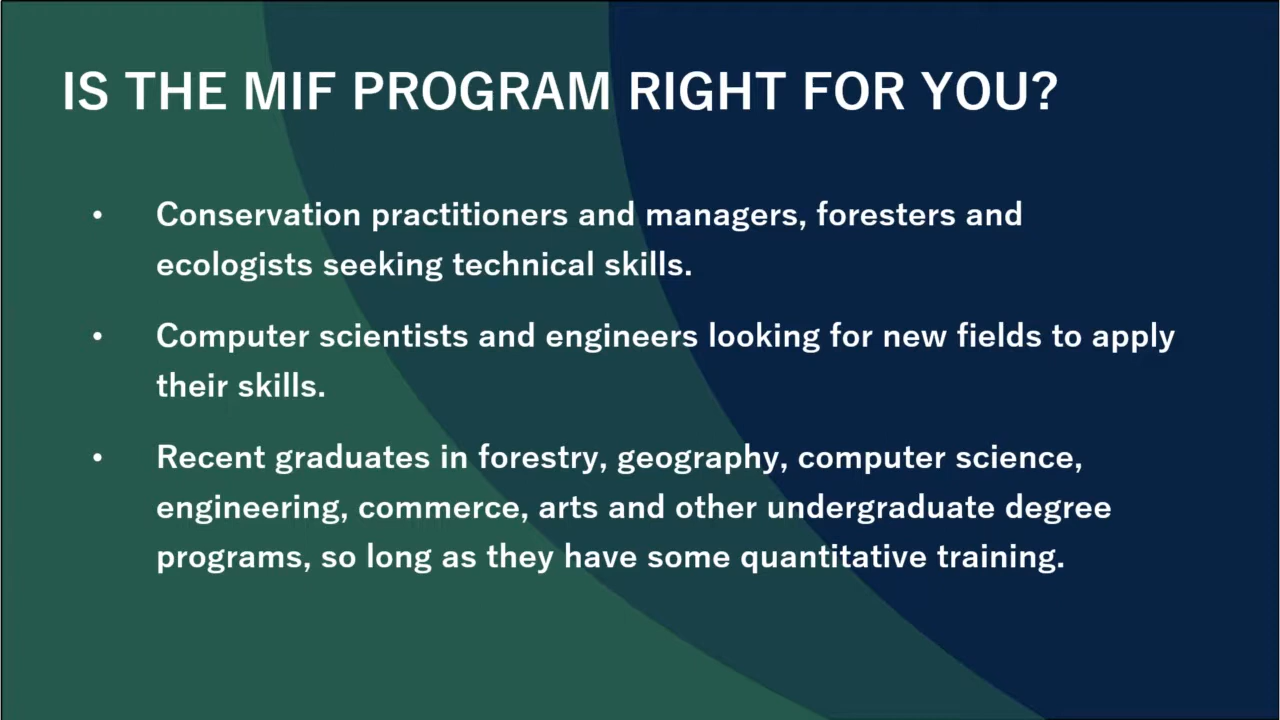 IS THE MIF PROGRAM RIGHT FOR YOU?
• Conservation practitioners and managers, foresters and
ecologists seeking technical skills.
• Computer scientists and engineers looking for new fields to apply
their skills.
• Recent graduates in forestry, geography, computer science,
engineering, commerce, arts and other undergraduate degree
programs, so long as they have some quantitative training.